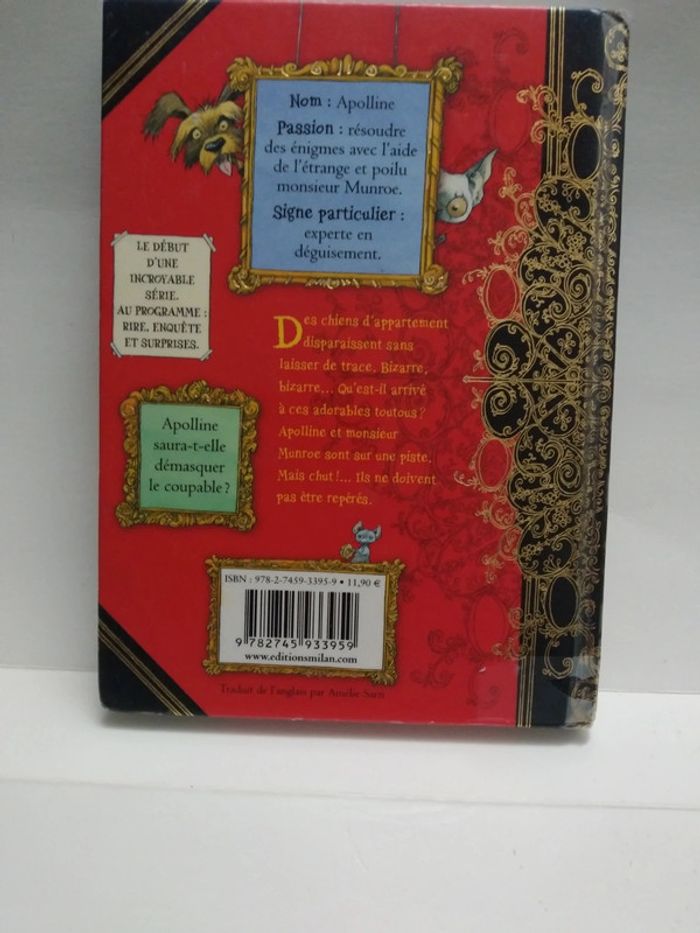 Nom : Apolline
Passion : résoudre
des énigmes avec l'aide
de l'étrange et poilu
monsieur Munroe.
Signe particulier :
experte en
déguisement.
LE DÉBUT
D'UNE
INCROYABLE
SÉRIE.
AU PROGRAMME :
RIRE, ENQUÊTE
ET SURPRISES.
Des chiens d'appartement
disparaissent sans
laisser de trace. Bizarre,
bizarre... Qu'est-il arrivé
à ces adorables toutous ?
Apolline et monsieur
Munroe sont sur une piste.
Mais chut !... Ils ne doivent
pas être repérés.
Apolline
saura-t-elle
démasquer
le coupable ?
ISBN : 978-2-7459-3395-9 • 11,90 €
9 782745 933959
www.editionsmilan.com
Traduit de l'anglais par Amélie Sarn